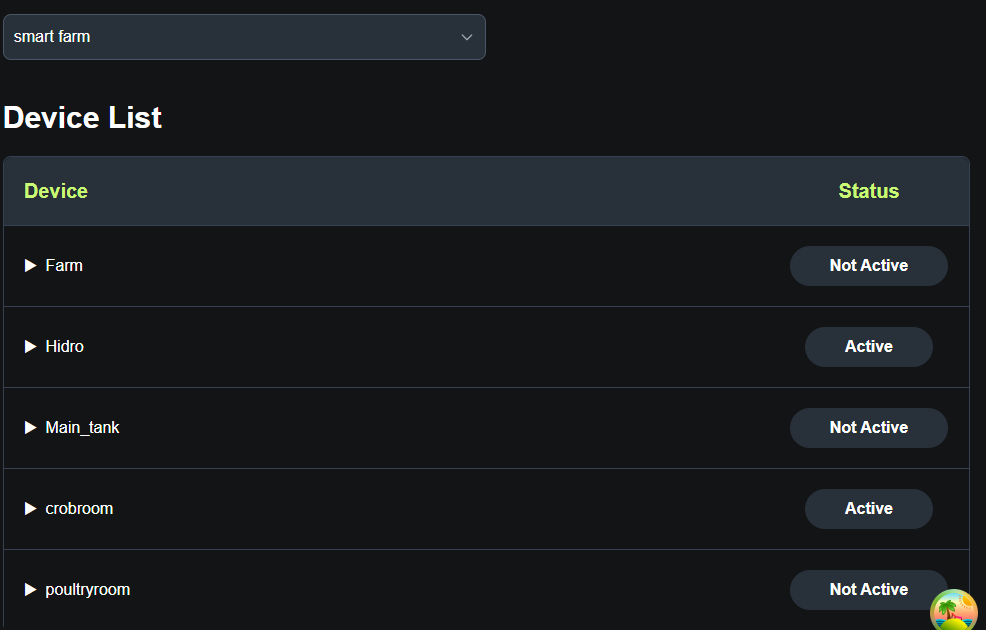 smart farm
Device List
Device Status
Farm Not Active
Hidro Active
Main_tank Not Active
crobroom Active
poultryroom Not Active